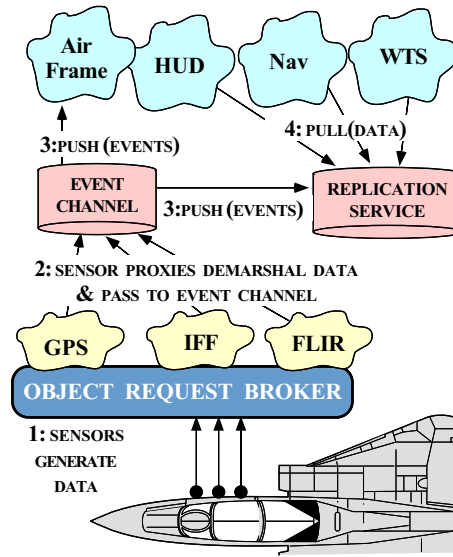 Air
Frame
HUD
Nav
WTS
3:PUSH (EVENTS)
4: PULL(DATA)
EVENT
CHANNEL
3:PUSH (EVENTS)
REPLICATION
SERVICE
2: SENSOR PROXIES DEMARSHAL DATA
& PASS TO EVENT CHANNEL
GPS
IFF
FLIR
OBJECT REQUEST BROKER
1: SENSORS
GENERATE
DATA